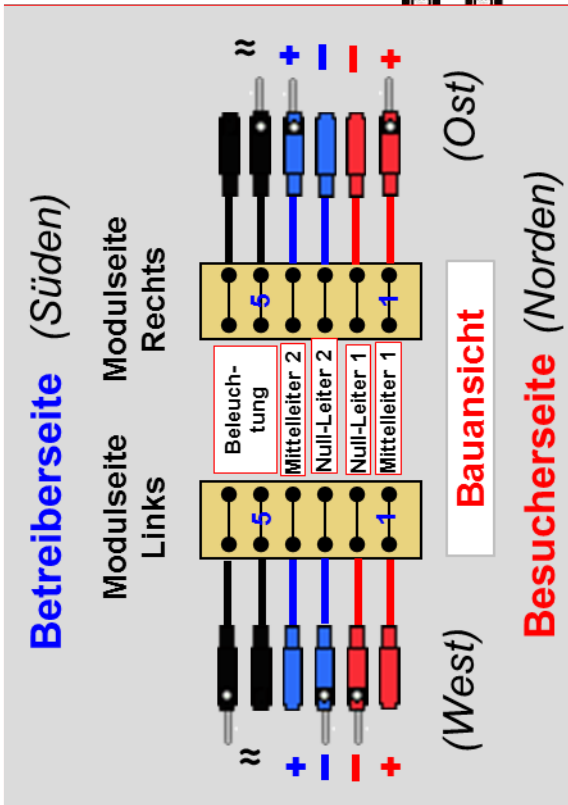 Betreiberseite (Süden)
Modulseite
Links
Modulseite
Rechts
≈
+
−
−
+
≈
+
−
−
+
5
1
5
1
Beleuch-
tung
Mittelleiter 2
Null-Leiter 2
Null-Leiter 1
Mittelleiter 1
(West)
Bauansicht
(Ost)
Besucherseite (Norden)